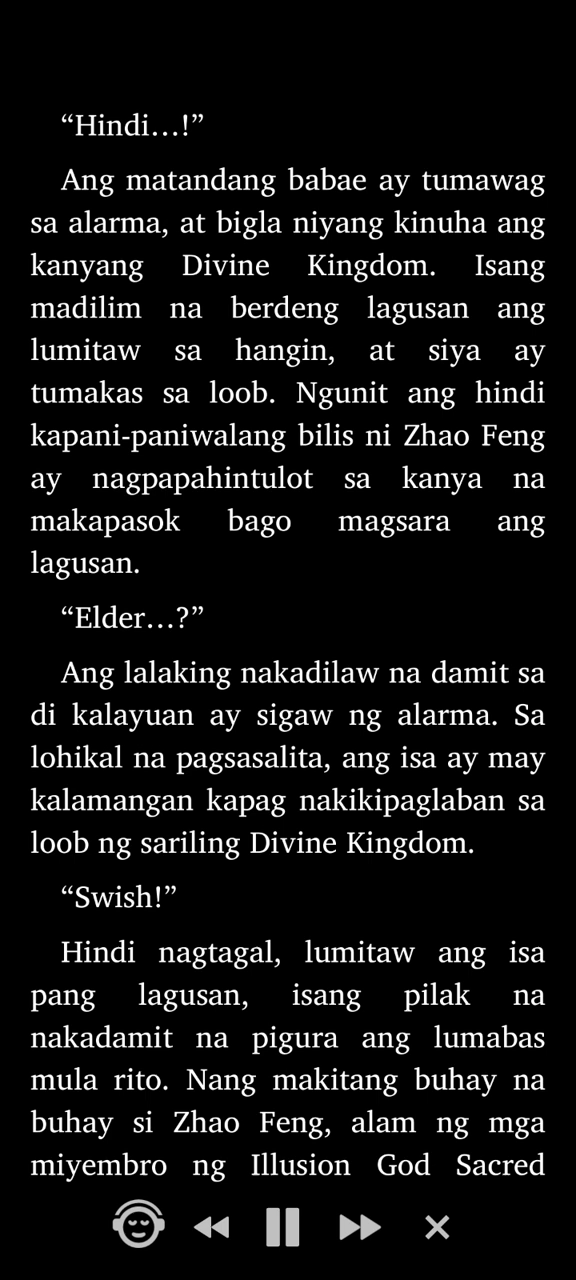 “Hindi…!”
Ang matandang babae ay tumawag
sa alarma, at bigla niyang kinuha ang
kanyang Divine Kingdom. Isang
madilim na berdeng lagusan ang
lumitaw sa hangin, at siya ay
tumakas sa loob. Ngunit ang hindi
kapani-paniwalang bilis ni Zhao Feng
ay nagpapahintulot sa kanya na
makapasok bago magsara ang
lagusan.
“Elder…?”
Ang lalaking nakadilaw na damit sa
di kalayuan ay sigaw ng alarma. Sa
lohikal na pagsasalita, ang isa ay may
kalamangan kapag nakikipaglaban sa
loob ng sariling Divine Kingdom.
“Swish!”
Hindi nagtagal, lumitaw ang isa
pang lagusan, isang pilak na
nakadamit na pigura ang lumabas
mula rito. Nang makitang buhay na
buhay si Zhao Feng, alam ng mga
miyembro ng Illusion God Sacred